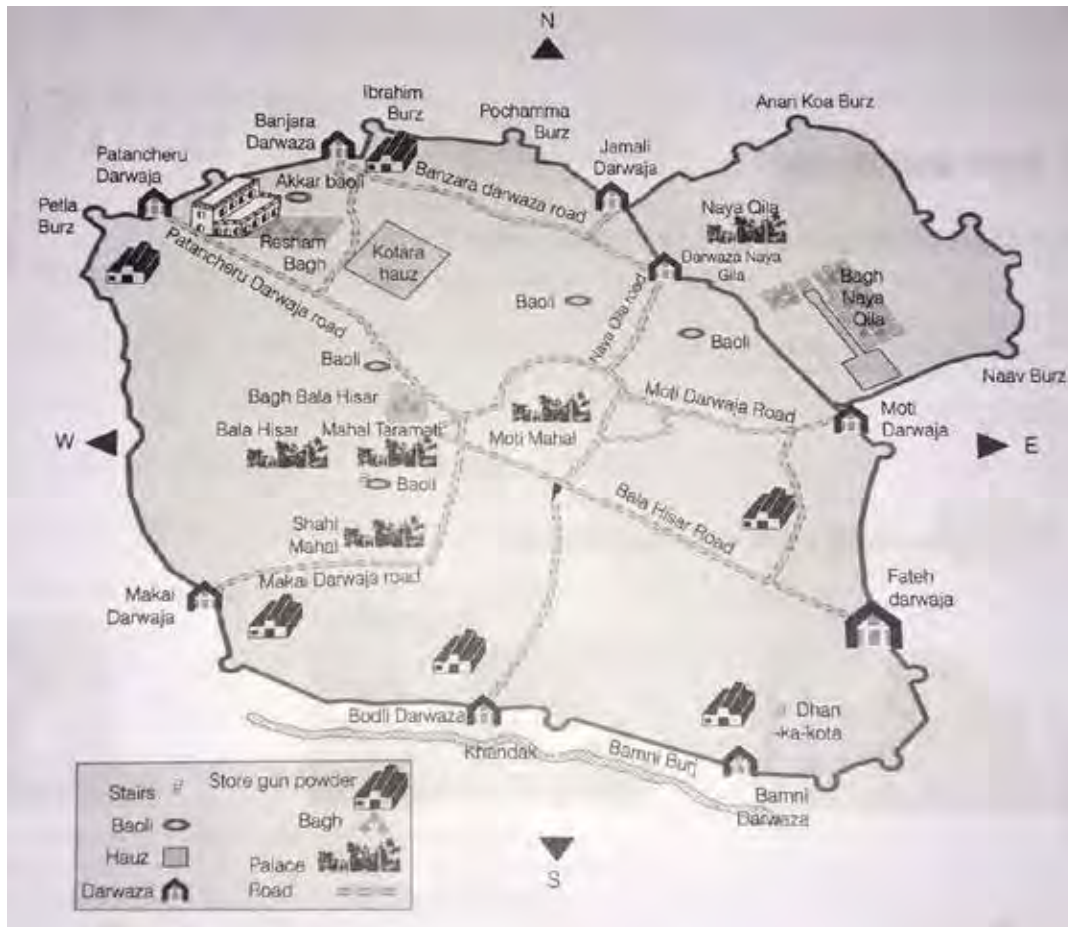 N
Ibrahim
Burz
Pochamma
Burz
Anari Koa Burz
Banjara
Darwaza
Jamali
Darwaja
Patancheru
Darwaja
Akkar baoli
Banzara darwaza road
Petla
Burz
Naya Qila
Resham
Bagh
Kotara
hauz
Darwaza Naya
Gila
Bagh
Naya
Qila
Patancheru Darwaja road
Baoli
Naya Qila road
Baoli
Baoli
Naav Burz
Bagh Bala Hisar
Moti Darwaja Road
Moti
Darwaja
W
Bala Hisar
Mahal Taramati
Moti Mahal
E
Baoli
Bala Hisar Road
Shahi
Mahal
Makai Darwaja road
Makai
Darwaja
Fateh
darwaja
Bodli Darwaza
Dhan
-ka-kota
Khandak
Bamni Burj
Bamni
Darwaza
Stairs
Store gun powder
Baoli
Bagh
Hauz
Palace
Darwaza
Road
S